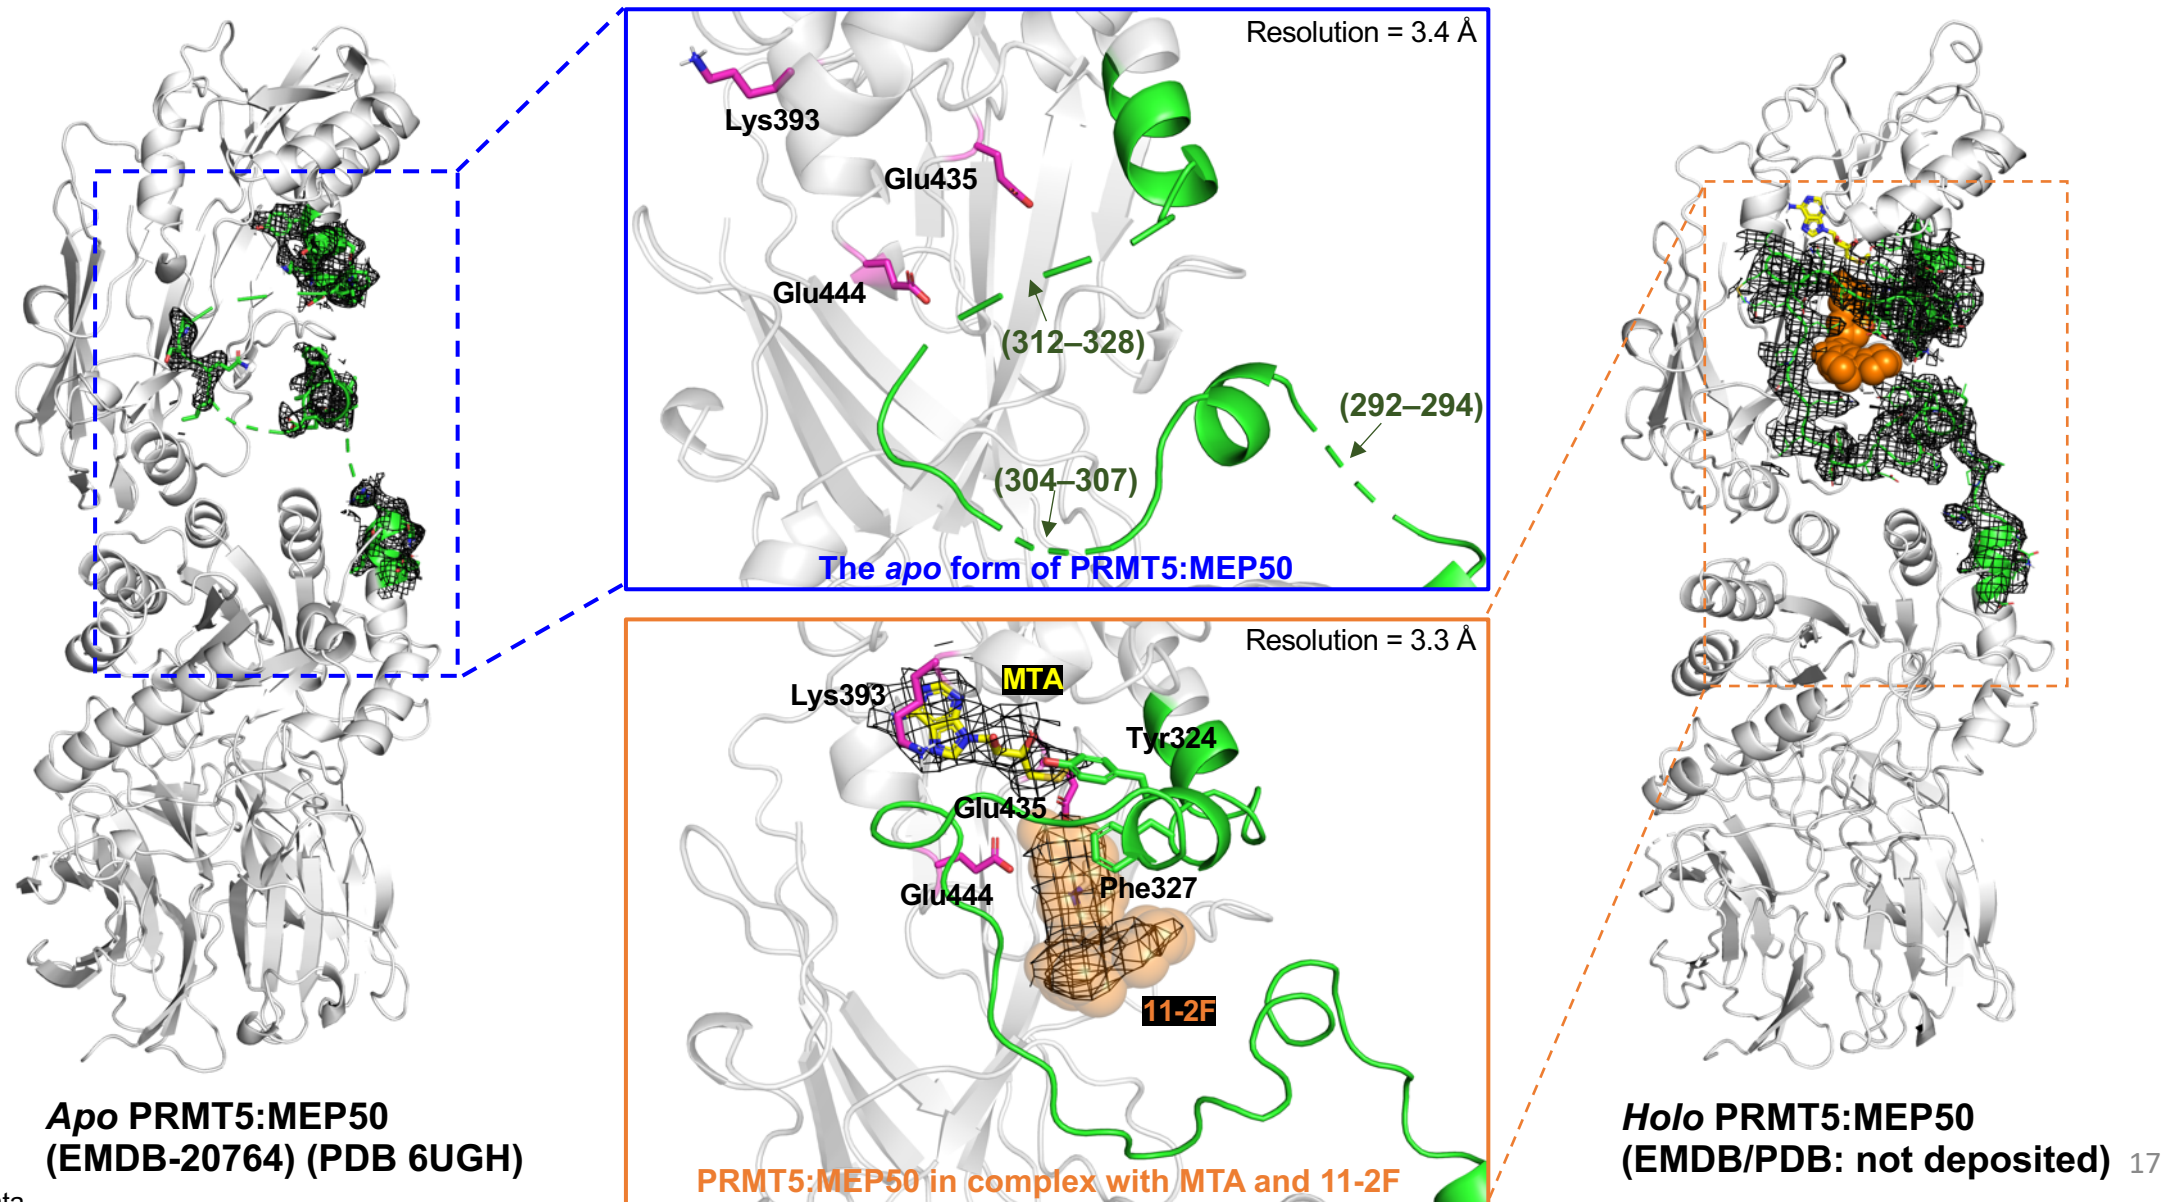 Resolution = 3.4 Å
Lys393
Glu435
Glu444
(312–328)
(292–294)
(304–307)
The apo form of PRMT5:MEP50
Resolution = 3.3 Å
MTA
Lys393
Tyr324
Glu435
Phe327
Glu444
11-2F
PRMT5:MEP50 in complex with MTA and 11-2F
Apo PRMT5:MEP50
(EMDB-20764) (PDB 6UGH)
Holo PRMT5:MEP50
(EMDB/PDB: not deposited)
17